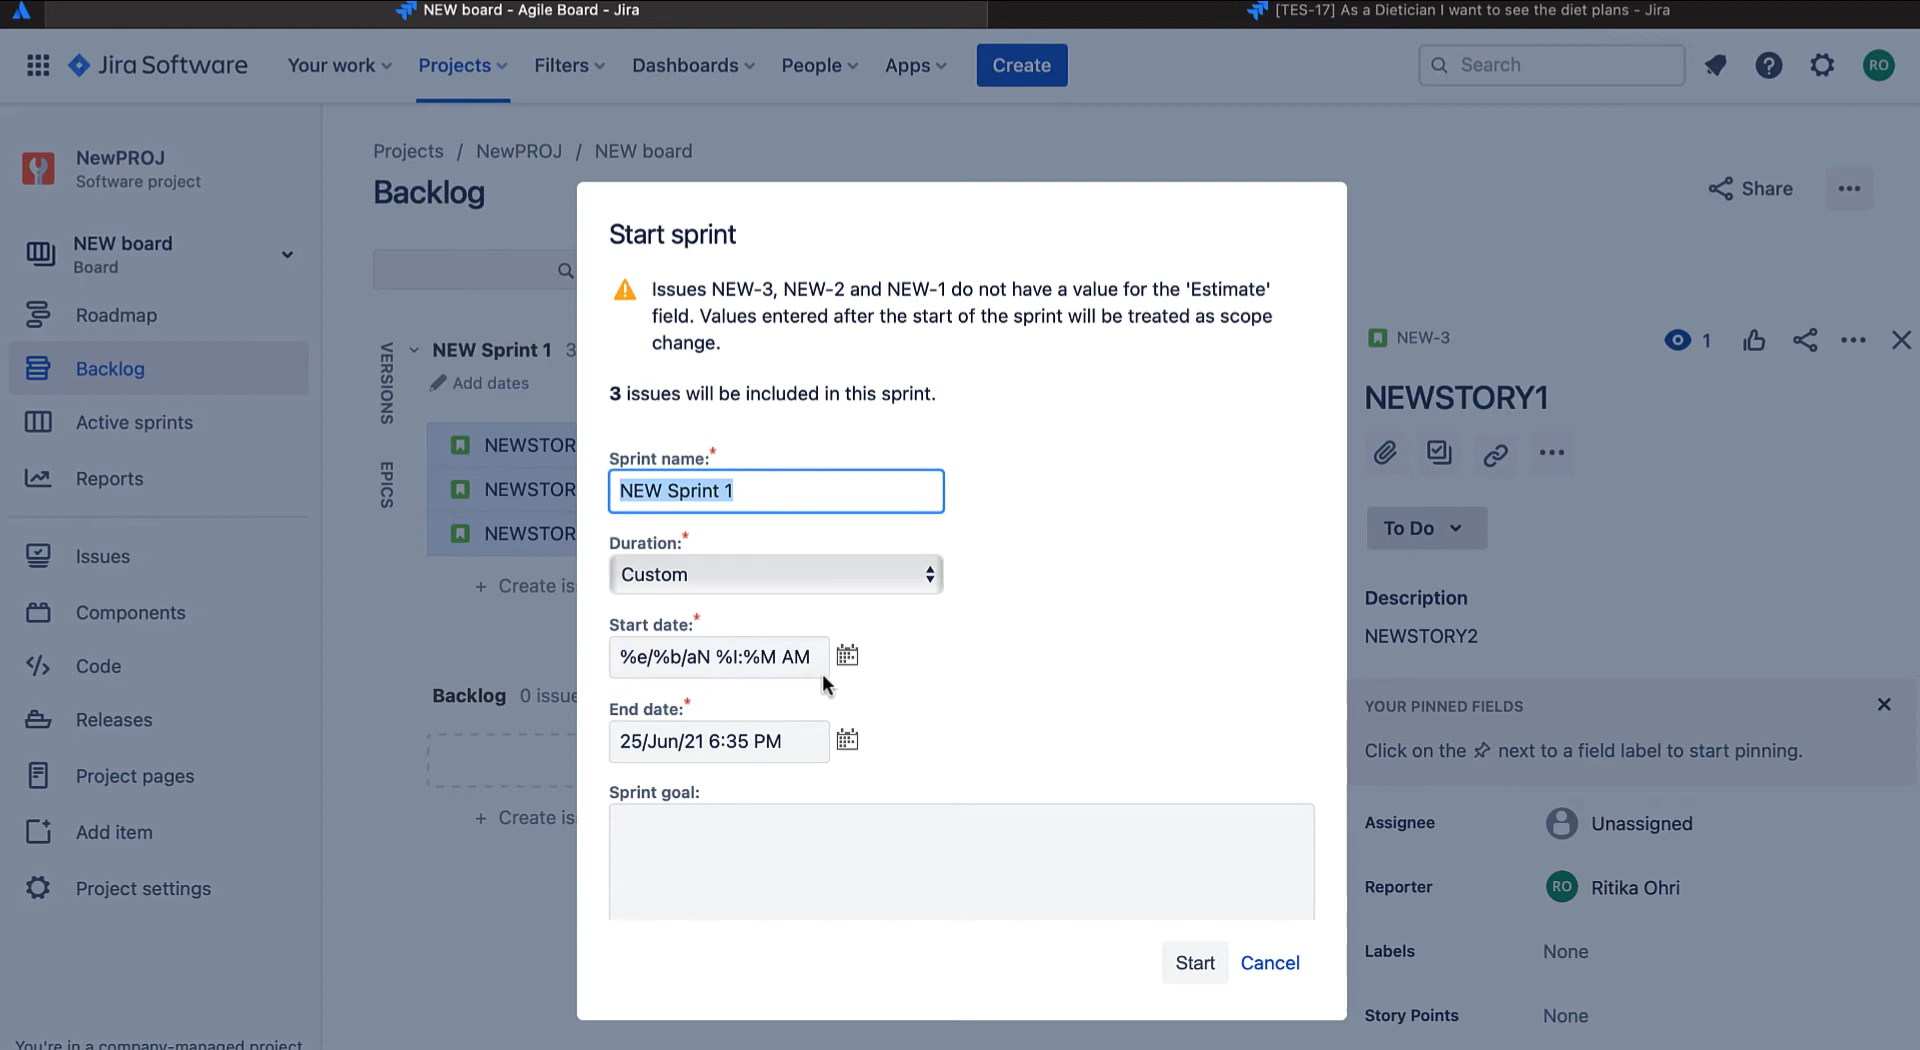 NEW board - Agile Board - Jira
[TES-17] As a Dietician I want to see the diet plans - Jira
Jira Software
Your work
Projects
Filters
Dashboards
People
Apps
Create
Search
RO
NewPROJ
Software project
NEW board
Board
Roadmap
Backlog
Active sprints
Reports
Issues
Components
Code
Releases
Project pages
Add item
Project settings
You're in a company-managed project
Projects / NewPROJ / NEW board
Backlog
Share
VERSIONS
EPICS
NEW Sprint 1 3
Add dates
NEWSTOR
NEWSTOR
NEWSTOR
+ Create is
Backlog 0 issue
+ Create is
Start sprint
Issues NEW-3, NEW-2 and NEW-1 do not have a value for the 'Estimate'
field. Values entered after the start of the sprint will be treated as scope
change.
3 issues will be included in this sprint.
Sprint name:*
NEW Sprint 1
Duration:*
Custom
Start date:*
%e/%b/aN %I:%M AM
End date:*
25/Jun/21 6:35 PM
Sprint goal:
Start
Cancel
NEW-3
1
NEWSTORY1
To Do
Description
NEWSTORY2
YOUR PINNED FIELDS
Click on the next to a field label to start pinning.
Assignee
Unassigned
Reporter
RO Ritika Ohri
Labels
None
Story Points
None